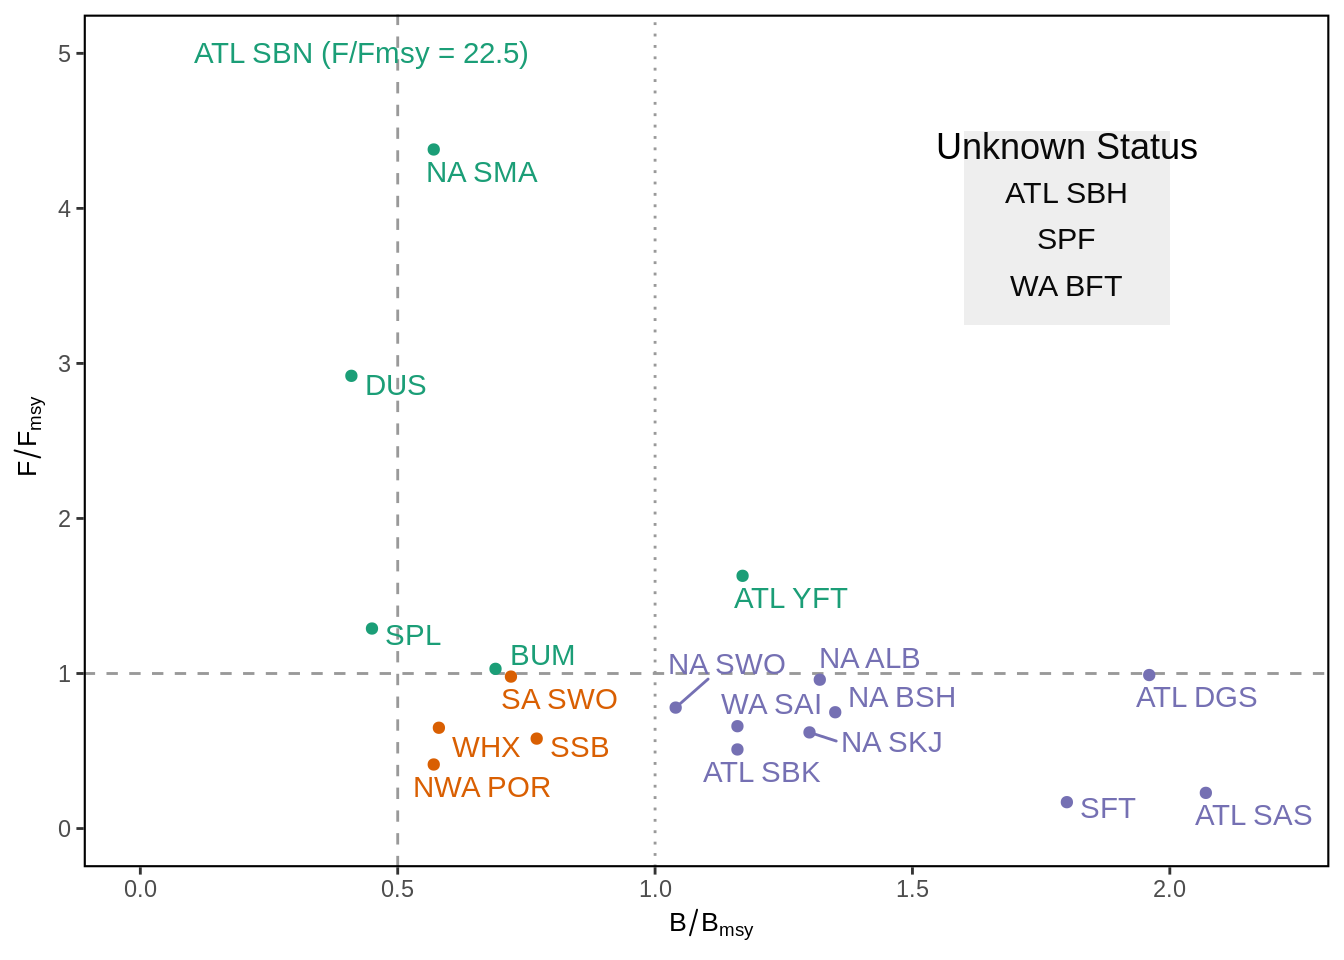 5
ATL SBN (F/Fmsy = 22.5)
NA SMA
Unknown Status
ATL SBH
SPF
WA BFT
4
3
DUS
F/Fmsy
2
ATL YFT
SPL
BUM
NA SWO
NA ALB
1
SA SWO
WA SAI
NA BSH
ATL DGS
WHX
SSB
NA SKJ
ATL SBK
NWA POR
SFT
ATL SAS
0
0.0
0.5
1.0
1.5
2.0
B/Bmsy